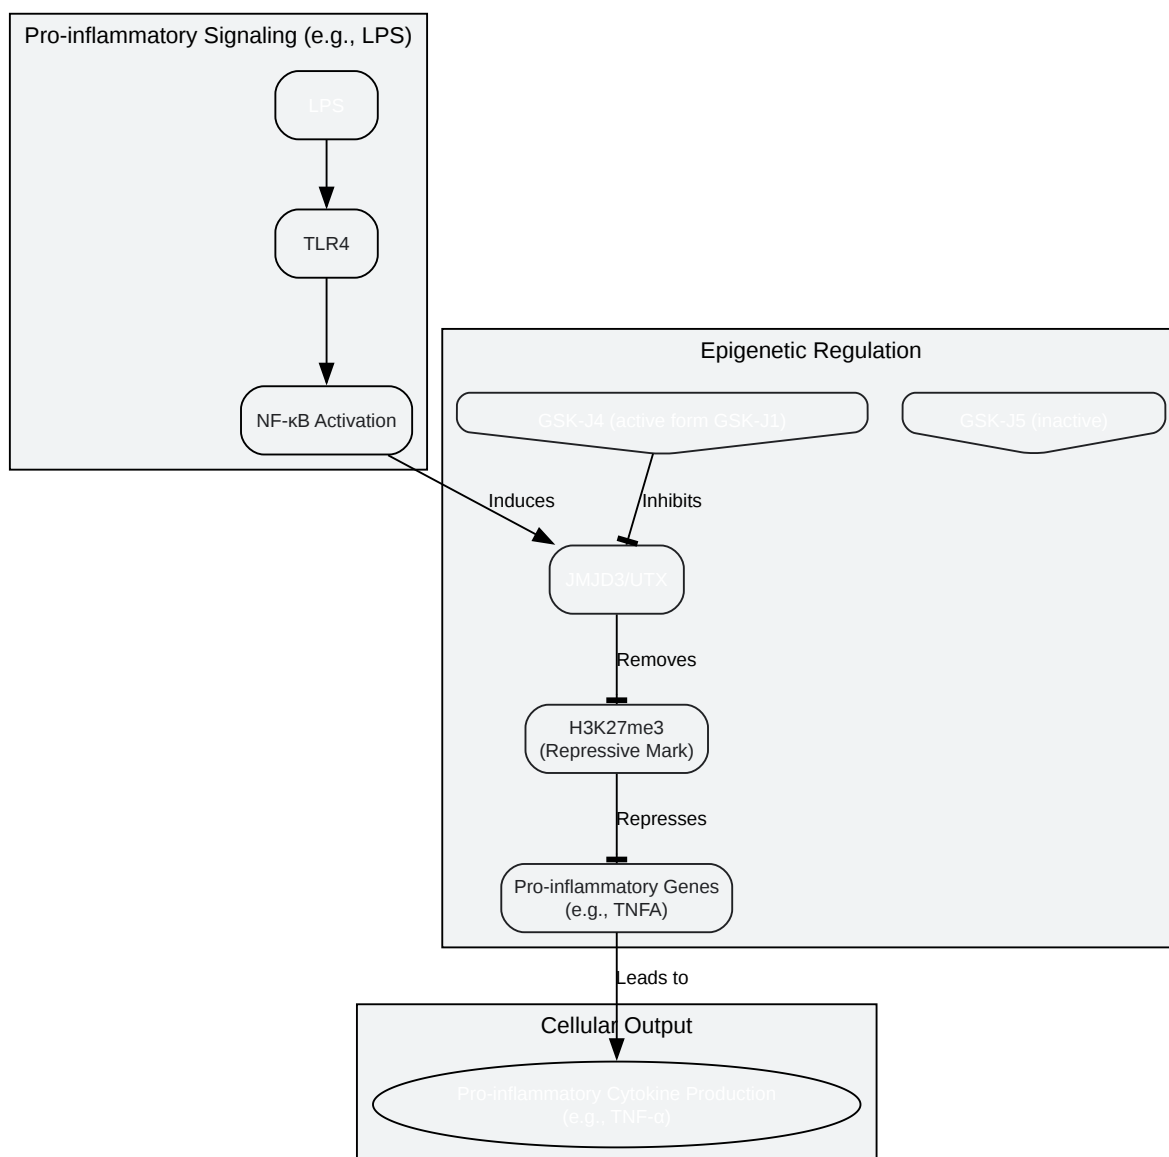 Pro-inflammatory Signaling (e.g., LPS)
LPS
TLR4
NF-κB Activation
Epigenetic Regulation
GSK-J4 (active form GSK-J1)
GSK-J5 (inactive)
Induces
Inhibits
JMJD3/UTX
Removes
H3K27me3
(Repressive Mark)
Represses
Pro-inflammatory Genes
(e.g., TNFA)
Leads to
Cellular Output
Pro-inflammatory Cytokine Production
(e.g., TNF-α)